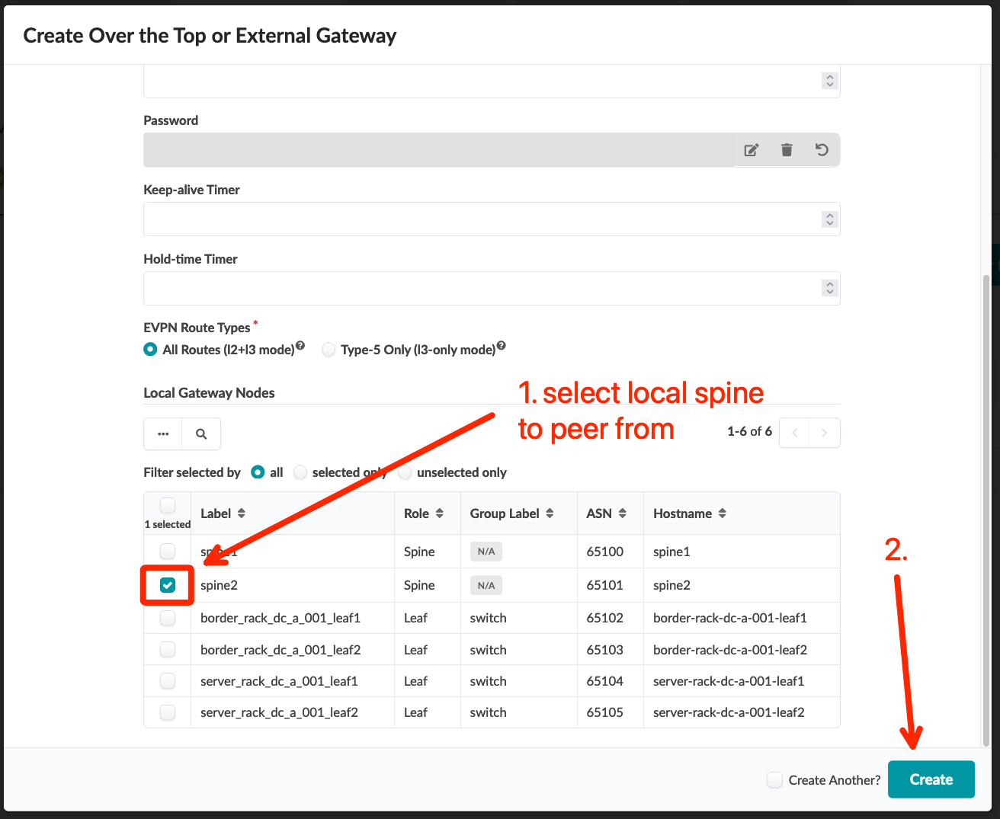 Create Over the Top or External Gateway
Password
Keep-alive Timer
Hold-time Timer
EVPN Route Types *
All Routes (l2+l3 mode) ? Type-5 Only (l3-only mode) ?
Local Gateway Nodes
1. select local spine
to peer from
... 1-6 of 6
Filter selected by all selected only unselected only
1 selected Label Role Group Label ASN Hostname
spine1 Spine N/A 65100 spine1
spine2 Spine N/A 65101 spine2
border_rack_dc_a_001_leaf1 Leaf switch 65102 border-rack-dc-a-001-leaf1
border_rack_dc_a_001_leaf2 Leaf switch 65103 border-rack-dc-a-001-leaf2
server_rack_dc_a_001_leaf1 Leaf switch 65104 server-rack-dc-a-001-leaf1
server_rack_dc_a_001_leaf2 Leaf switch 65105 server-rack-dc-a-001-leaf2
2.
Create Another? Create